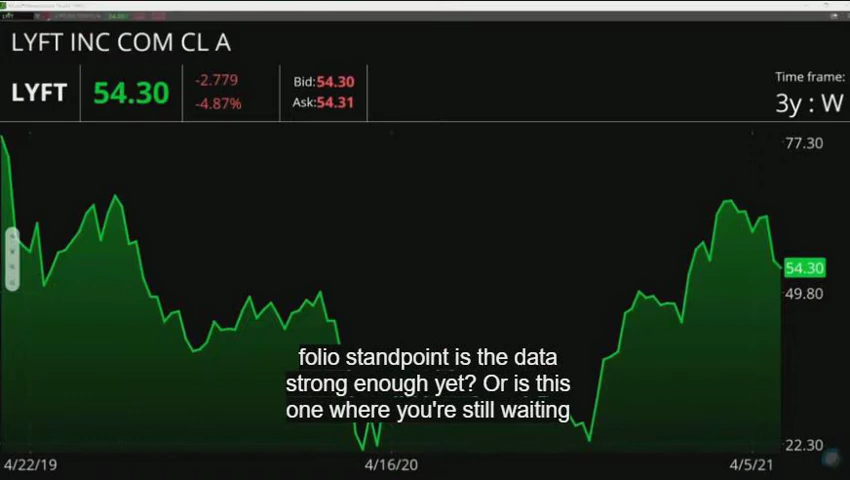 LYFT INC COM CL A
LYFT 54.30
-2.779
-4.87%
Bid:54.30
Ask:54.31
Time frame:
3y : W
77.30
54.30
49.80
22.30
folio standpoint is the data
strong enough yet? Or is this
one where you're still waiting
4/22/19
4/16/20
4/5/21